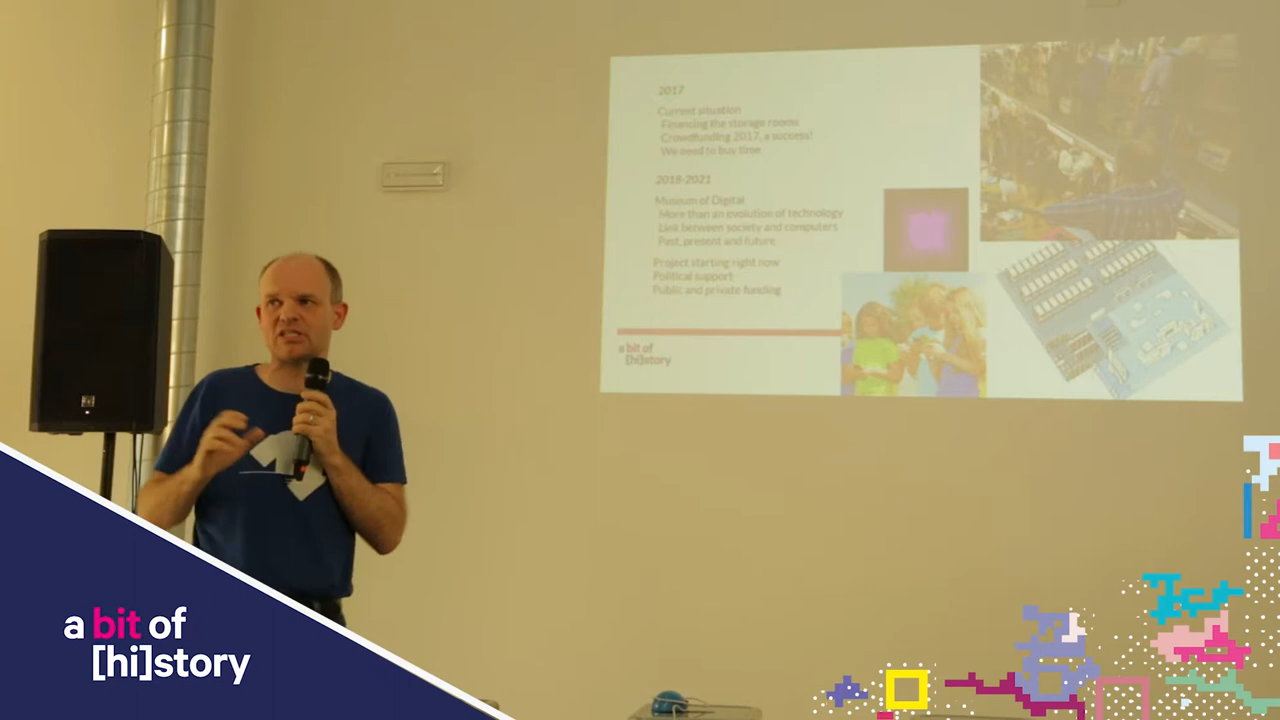 2017
Current situation
Financing the storage rooms
Crowdfunding 2017, a success!
We need to buy time
2018-2021
Museum of Digital
More than an evolution of technology
Link between society and computers
Past, present and future
Project starting right now
Political support
Public and private funding
a bit of
[hi]story
a bit of
[hi]story